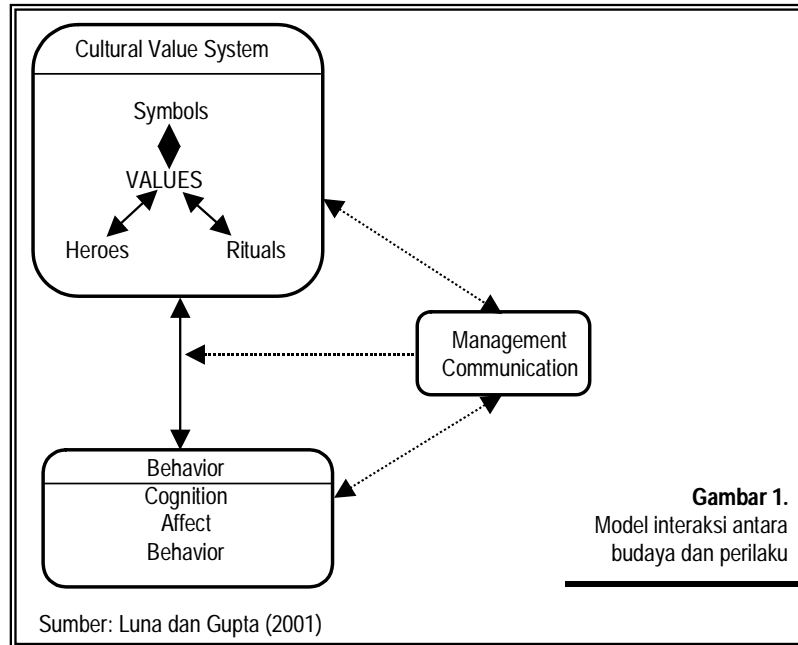 Cultural Value System
Symbols
VALUES
Heroes Rituals
Management
Communication
Behavior
Cognition
Affect
Behavior
Gambar 1.
Model interaksi antara
budaya dan perilaku
Sumber: Luna dan Gupta (2001)